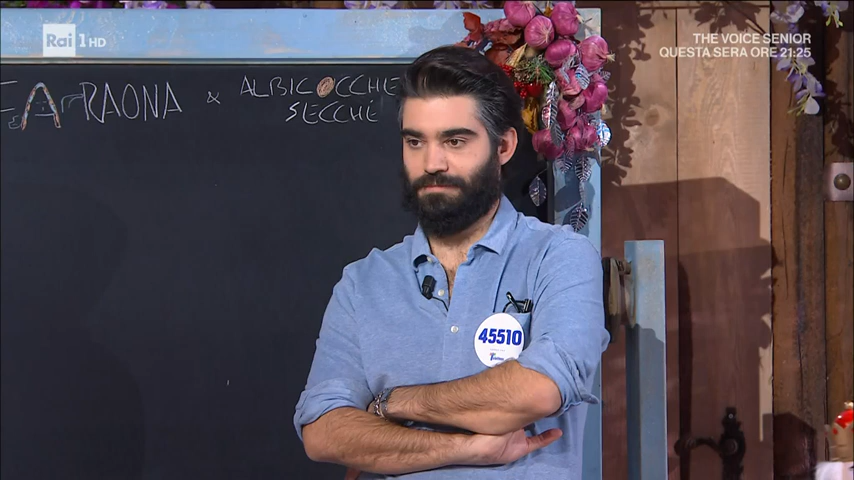 Rai 1 HD
THE VOICE SENIOR
QUESTA SERA ORE 21:25
FARAONA & ALBICOCCHE
SECCHE
45510